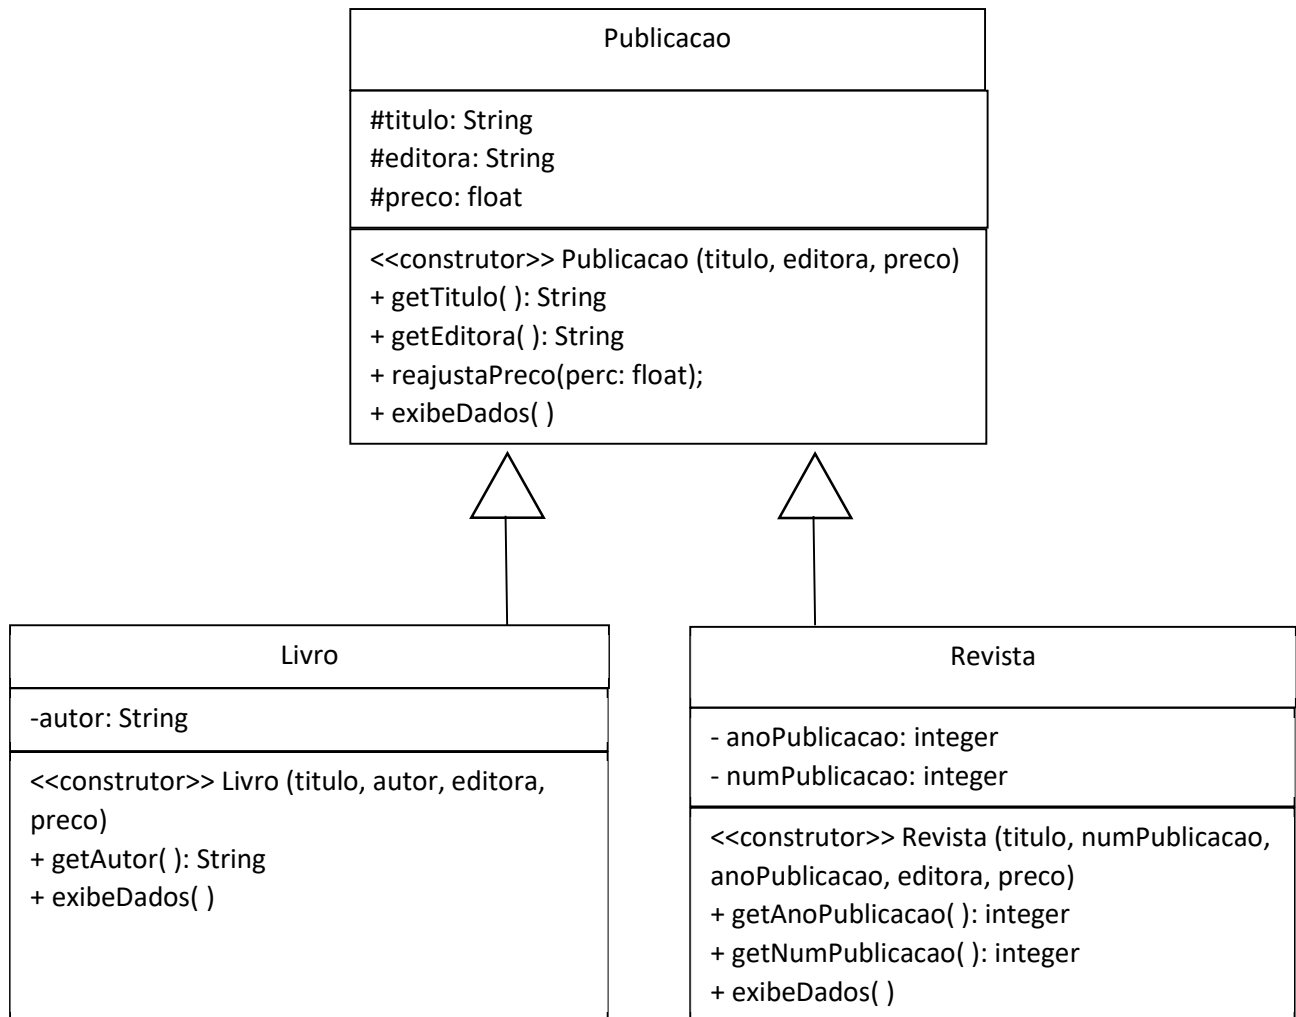 Publicacao
#titulo: String
#editora: String
#preco: float
<<construtor>> Publicacao (titulo, editora, preco)
+ getTitulo( ): String
+ getEditora( ): String
+ reajustaPreco(perc: float);
+ exibeDados( )
Livro
-autor: String
<<construtor>> Livro (titulo, autor, editora,
preco)
+ getAutor( ): String
+ exibeDados( )
Revista
- anoPublicacao: integer
- numPublicacao: integer
<<construtor>> Revista (titulo, numPublicacao,
anoPublicacao, editora, preco)
+ getAnoPublicacao( ): integer
+ getNumPublicacao( ): integer
+ exibeDados( )